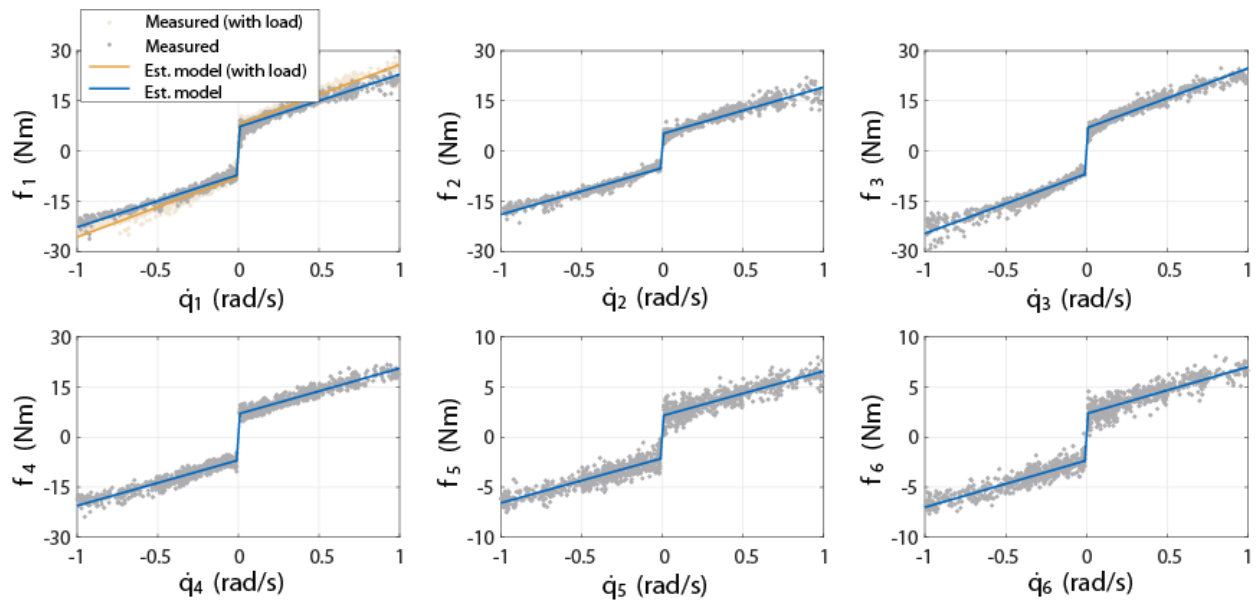 Measured (with load)
Measured
Est. model (with load)
Est. model
30
15
0
-15
-30
f 1 (Nm)
-1 -0.5 0 0.5 1
q̇1 (rad/s)
30
15
0
-15
-30
f 2 (Nm)
-1 -0.5 0 0.5 1
q̇2 (rad/s)
30
15
0
-15
-30
f 3 (Nm)
-1 -0.5 0 0.5 1
q̇3 (rad/s)
30
15
0
-15
-30
f 4 (Nm)
-1 -0.5 0 0.5 1
q̇4 (rad/s)
10
5
0
-5
-10
f 5 (Nm)
-1 -0.5 0 0.5 1
q̇5 (rad/s)
10
5
0
-5
-10
f 6 (Nm)
-1 -0.5 0 0.5 1
q̇6 (rad/s)